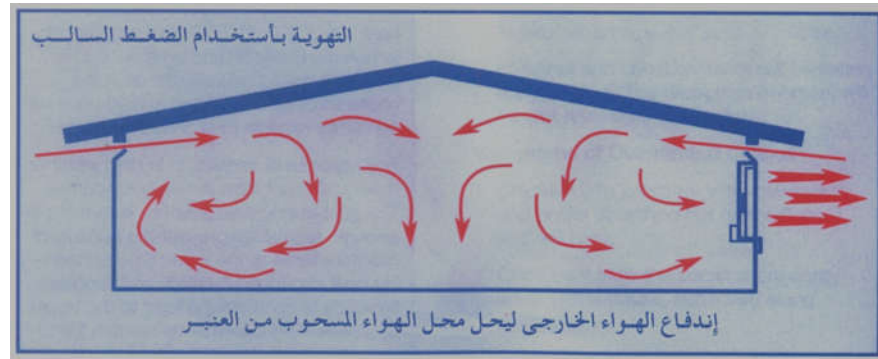 التهوية بأستخدام الضغط السالب
إندفاع الهواء الخارجى ليحل محل الهواء المسحوب من العنبر